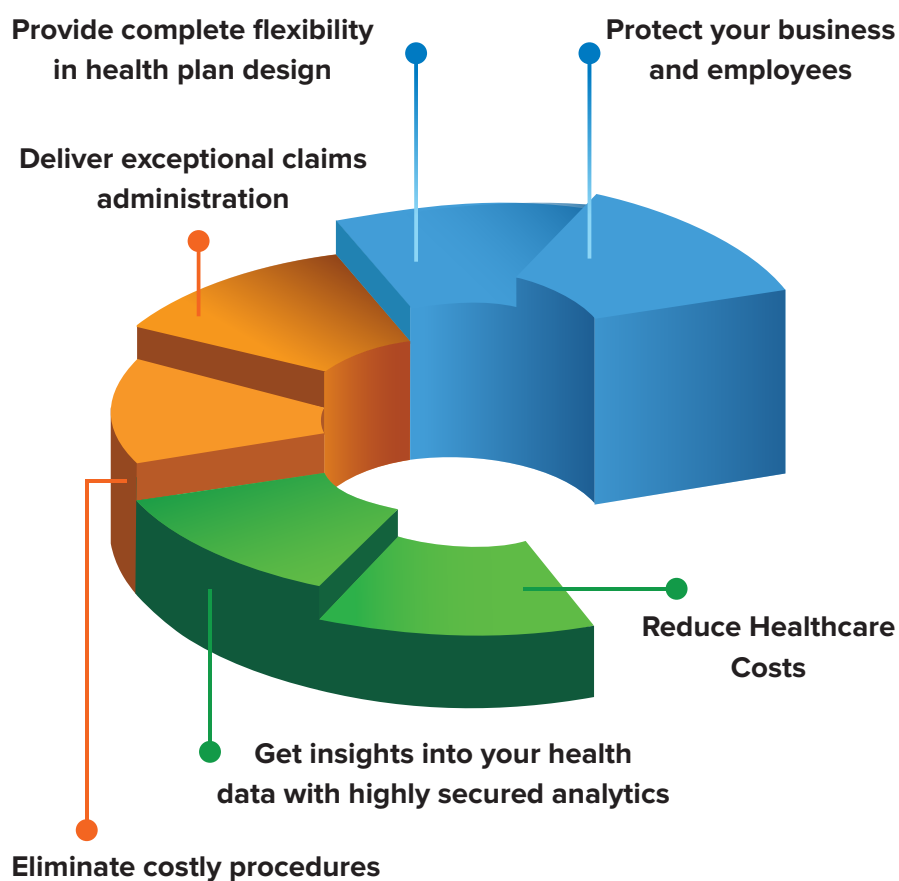 Provide complete flexibility
in health plan design
Protect your business
and employees
Deliver exceptional claims
administration
Reduce Healthcare
Costs
Get insights into your health
data with highly secured analytics
Eliminate costly procedures